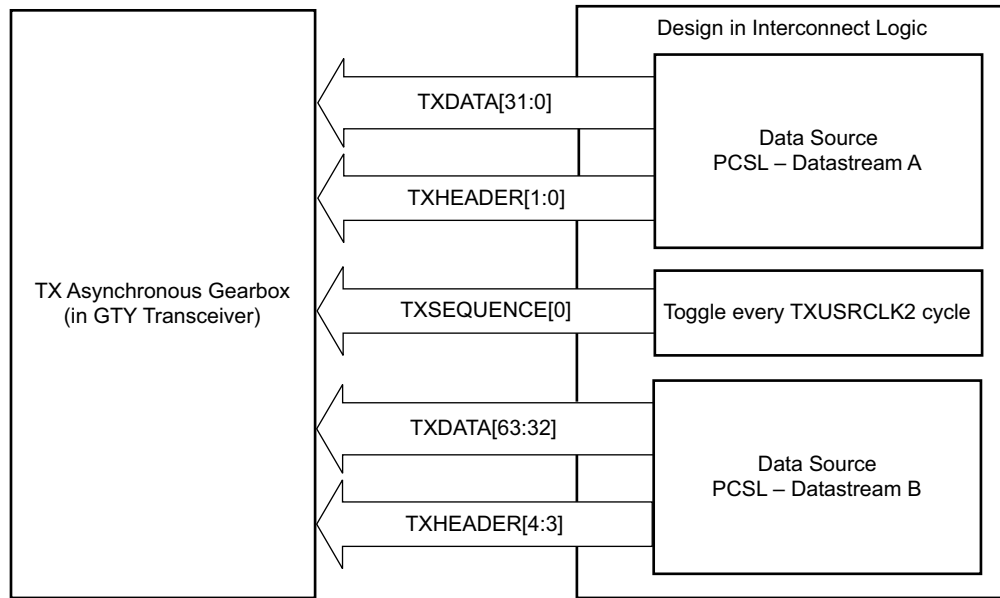 Design in Interconnect Logic
TXDATA[31:0]
Data Source
PCSL – Datastream A
TXHEADER[1:0]
TX Asynchronous Gearbox
(in GTY Transceiver)
TXSEQUENCE[0]
Toggle every TXUSRCLK2 cycle
TXDATA[63:32]
Data Source
PCSL – Datastream B
TXHEADER[4:3]